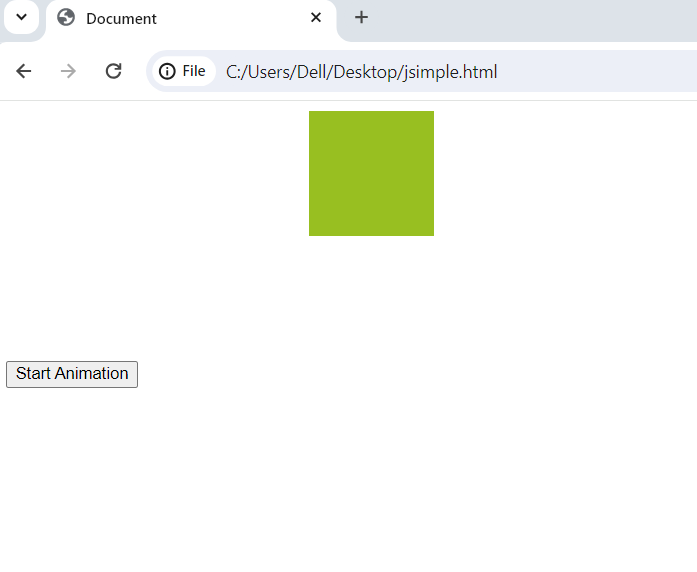 Document
File
C:/Users/Dell/Desktop/jsimple.html
Start Animation